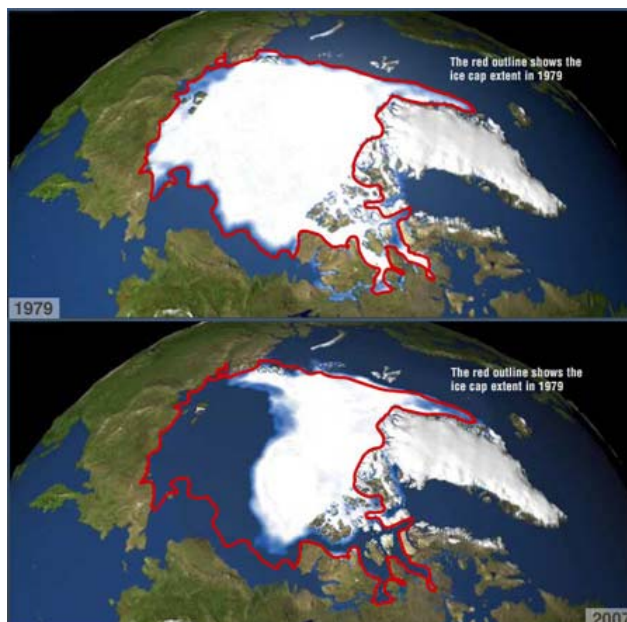 The red outline shows the
ice cap extent in 1979
1979
The red outline shows the
ice cap extent in 1979
2007